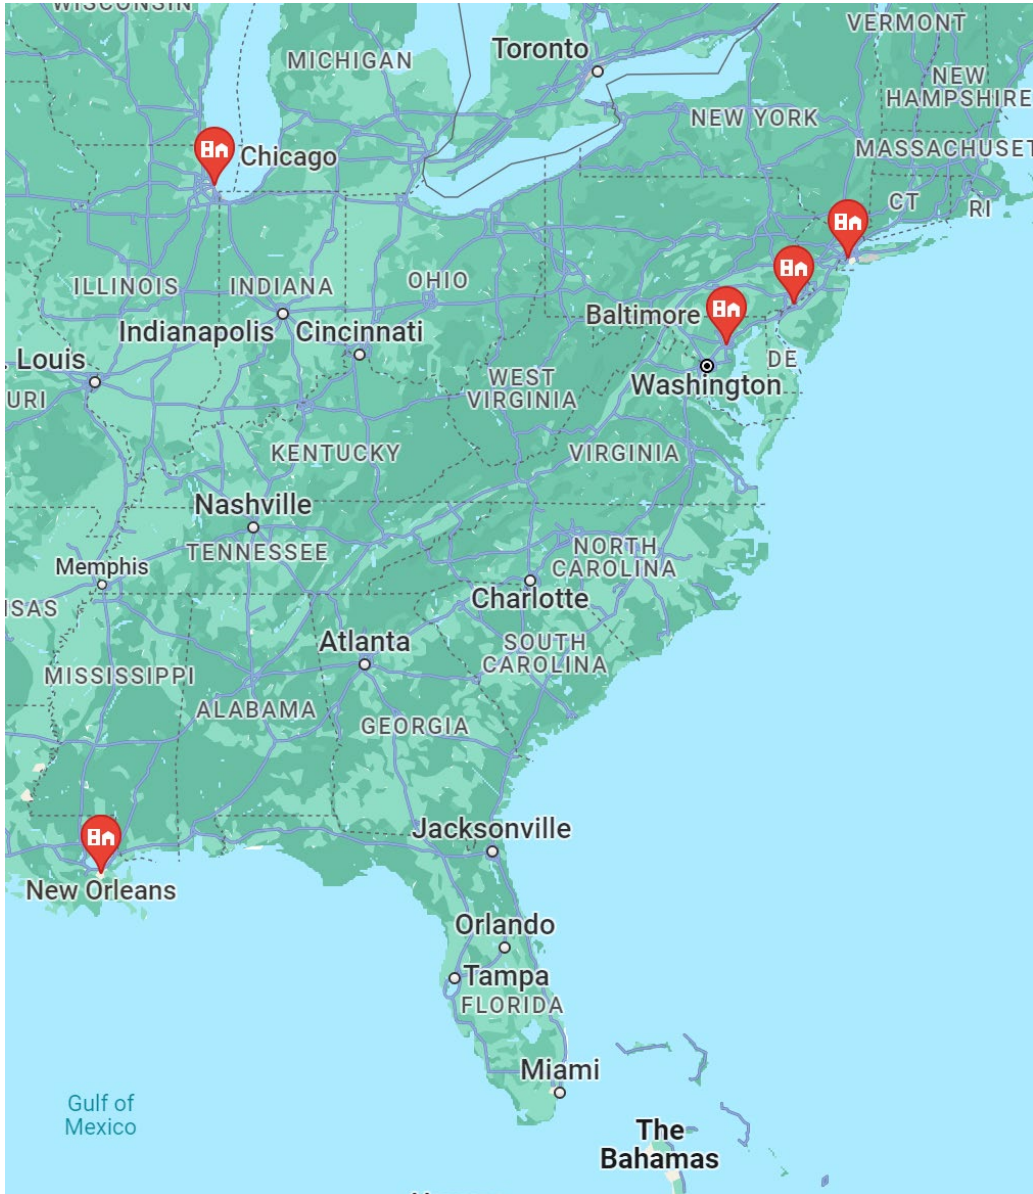 WISCONSIN
VERMONT
Toronto
MICHIGAN
NEW
HAMPSHIRE
NEW YORK
Chicago
MASSACHUSET
CT
RI
OHIO
ILLINOIS
INDIANA
Baltimore
Indianapolis
Cincinnati
. Louis
DE
WEST
VIRGINIA
Washington
URI
KENTUCKY
VIRGINIA
Nashville
TENNESSEE
NORTH
CAROLINA
Memphis
Charlotte
SAS
Atlanta
SOUTH
CAROLINA
MISSISSIPPI
ALABAMA
GEORGIA
Jacksonville
New Orleans
Orlando
Tampa
FLORIDA
Miami
Gulf of
Mexico
The
Bahamas